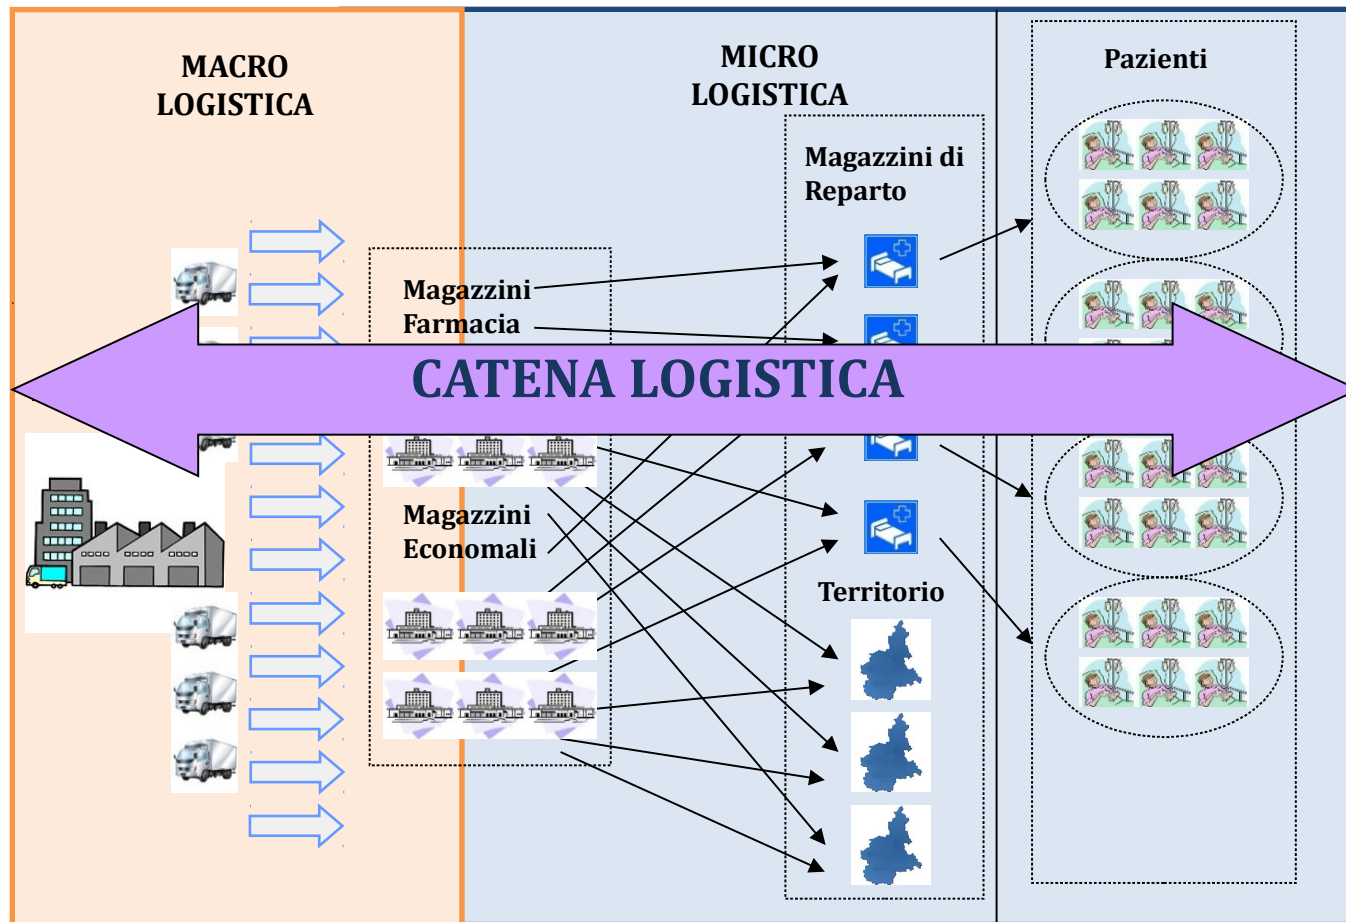 MACRO
LOGISTICA
MICRO
LOGISTICA
Pazienti
Magazzini di
Reparto
Magazzini
Farmacia
CATENA LOGISTICA
Magazzini
Economali
Territorio